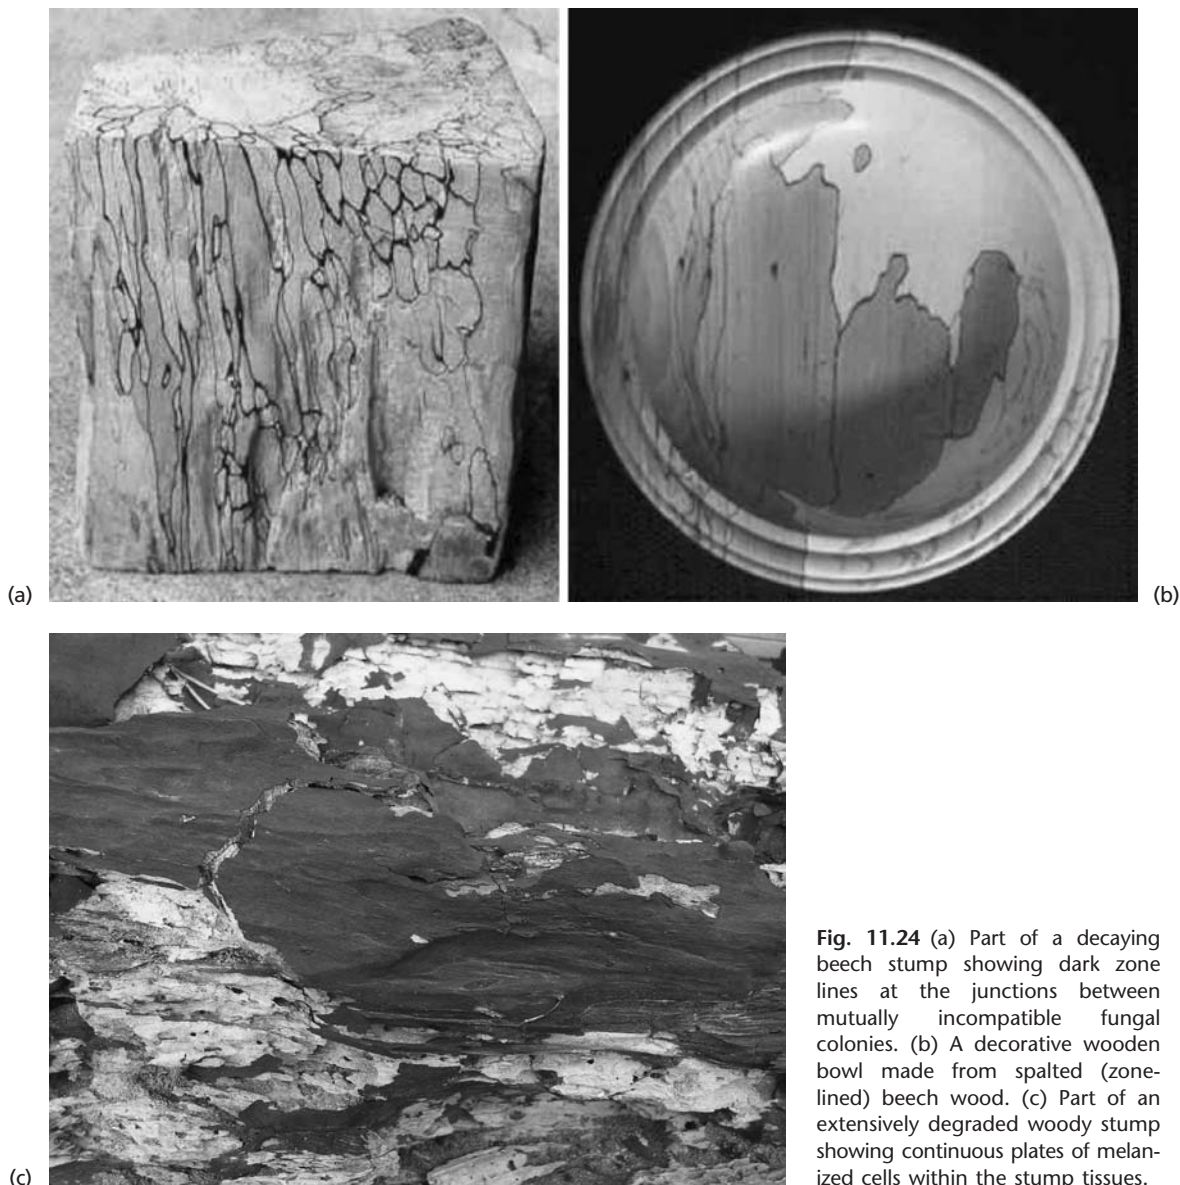 (a)
(b)
(c)
Fig. 11.24 (a) Part of a decaying
beech stump showing dark zone
lines at the junctions between
mutually incompatible fungal
colonies. (b) A decorative wooden
bowl made from spalted (zone-
lined) beech wood. (c) Part of an
extensively degraded woody stump
showing continuous plates of melan-
ized cells within the stump tissues.